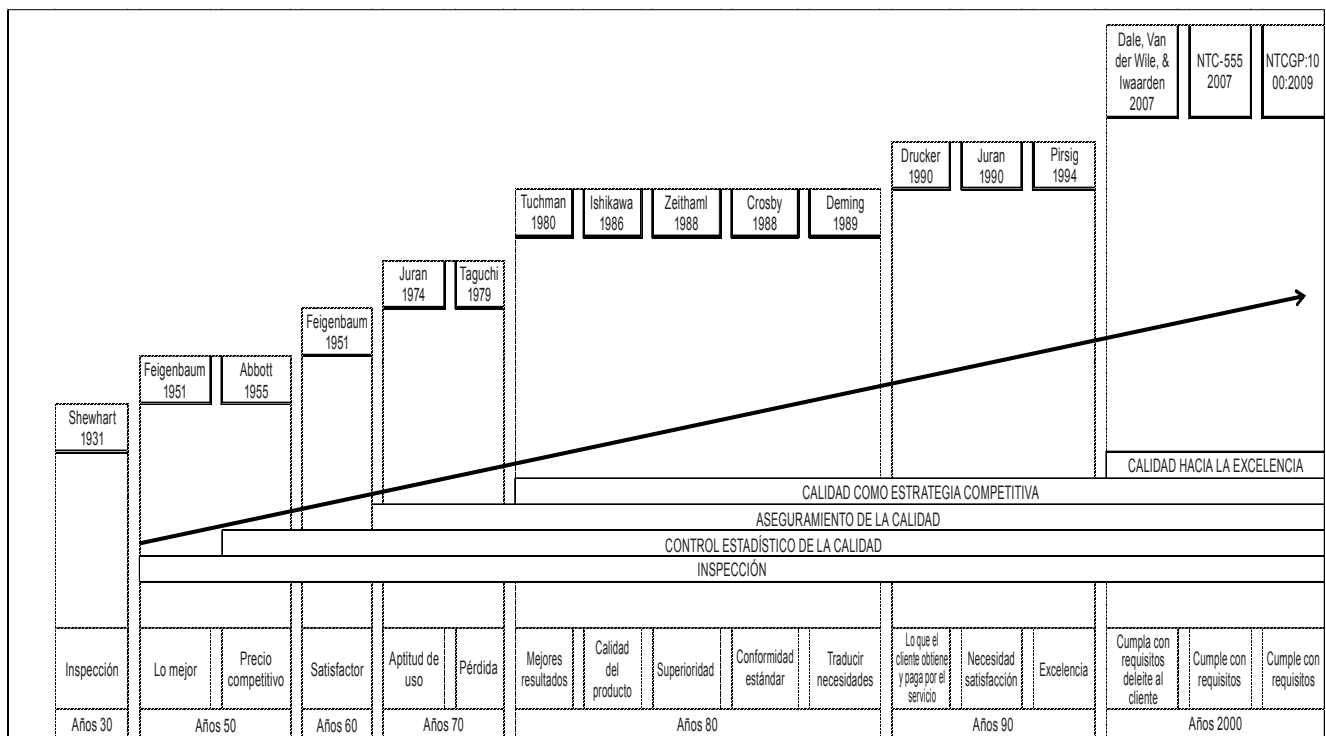 Dale, Van
der Wile, &
Iwaarden
2007
NTC-555
2007
NTCGP:10
00:2009
Drucker
1990
Juran
1990
Pirsig
1994
Tuchman
1980
Ishikawa
1986
Zeithaml
1988
Crosby
1988
Deming
1989
Juran
1974
Taguchi
1979
Feigenbaum
1951
Feigenbaum
1951
Abbott
1955
Shewhart
1931
CALIDAD HACIA LA EXCELENCIA
CALIDAD COMO ESTRATEGIA COMPETITIVA
ASEGURAMIENTO DE LA CALIDAD
CONTROL ESTADÍSTICO DE LA CALIDAD
INSPECCIÓN
Inspección
Lo mejor
Precio
competitivo
Satisfactor
Aptitud de
uso
Pérdida
Mejores
resultados
Calidad
del
producto
Superioridad
Conformidad
estándar
Traducir
necesidades
Lo que el
cliente obtiene
y paga por el
servicio
Necesidad
satisfacción
Excelencia
Cumpla con
requisitos
deleite al
cliente
Cumple con
requisitos
Cumple con
requisitos
Años 30
Años 50
Años 60
Años 70
Años 80
Años 90
Años 2000